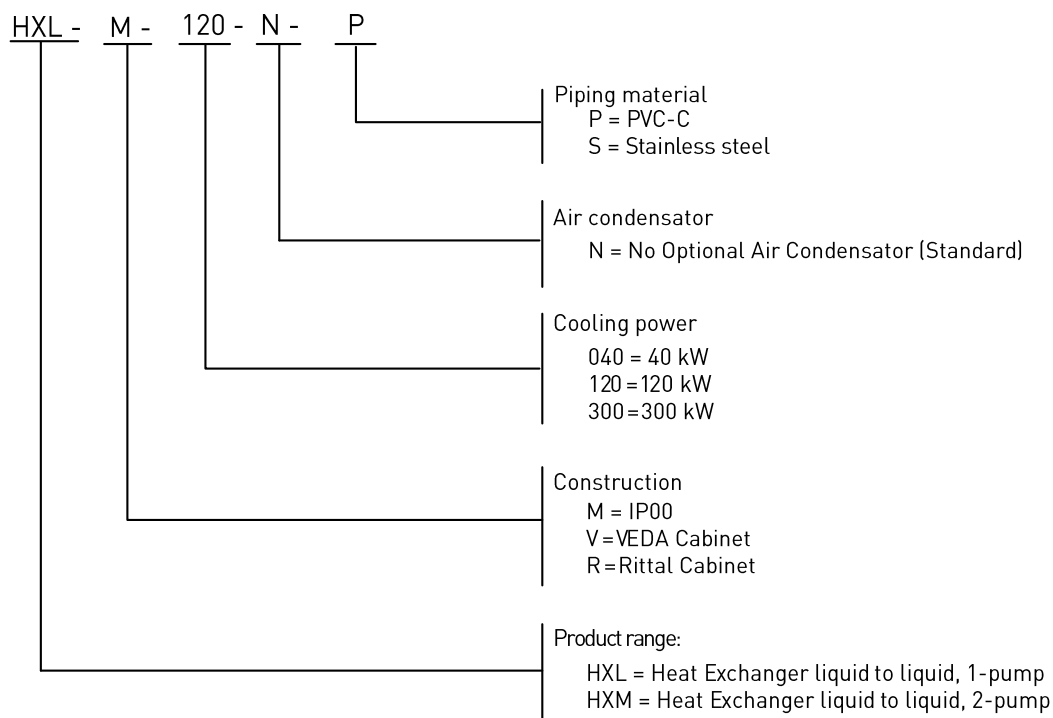 HXL - M - 120 - N - P
Piping material
P = PVC-C
S = Stainless steel
Air condensator
N = No Optional Air Condensator (Standard)
Cooling power
040 = 40 kW
120=120 kW
300=300 kW
Construction
M = IP00
V=VEDA Cabinet
R=Rittal Cabinet
Product range:
HXL = Heat Exchanger liquid to liquid, 1-pump
HXM = Heat Exchanger liquid to liquid, 2-pump